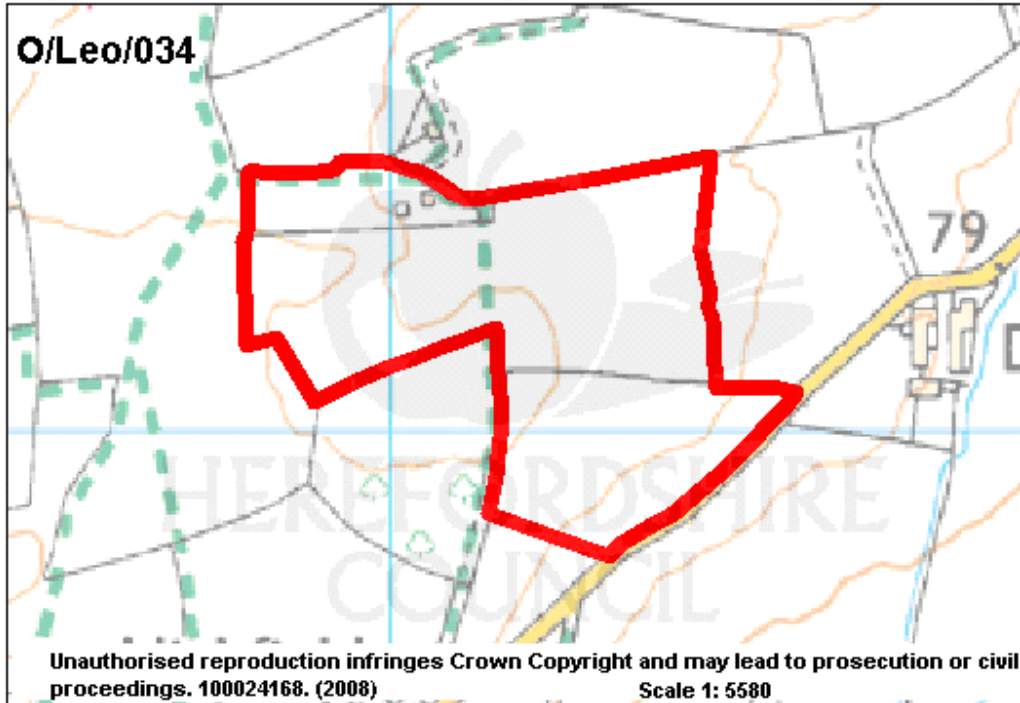 O/Leo/034
79
HEREFORDSHIRE
COUNCIL
Unauthorised reproduction infringes Crown Copyright and may lead to prosecution or civil
proceedings. 100024168. (2008) Scale 1: 5580